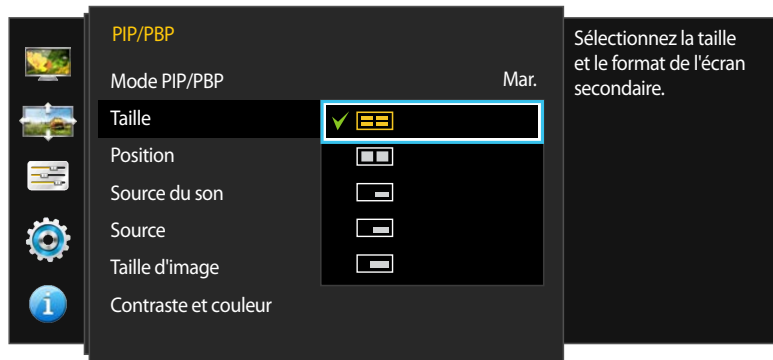 PIP/PBP
Mode PIP/PBP Mar.
Taille
Position
Source du son
Source
Taille d'image
Contraste et couleur
Sélectionnez la taille
et le format de l'écran
secondaire.